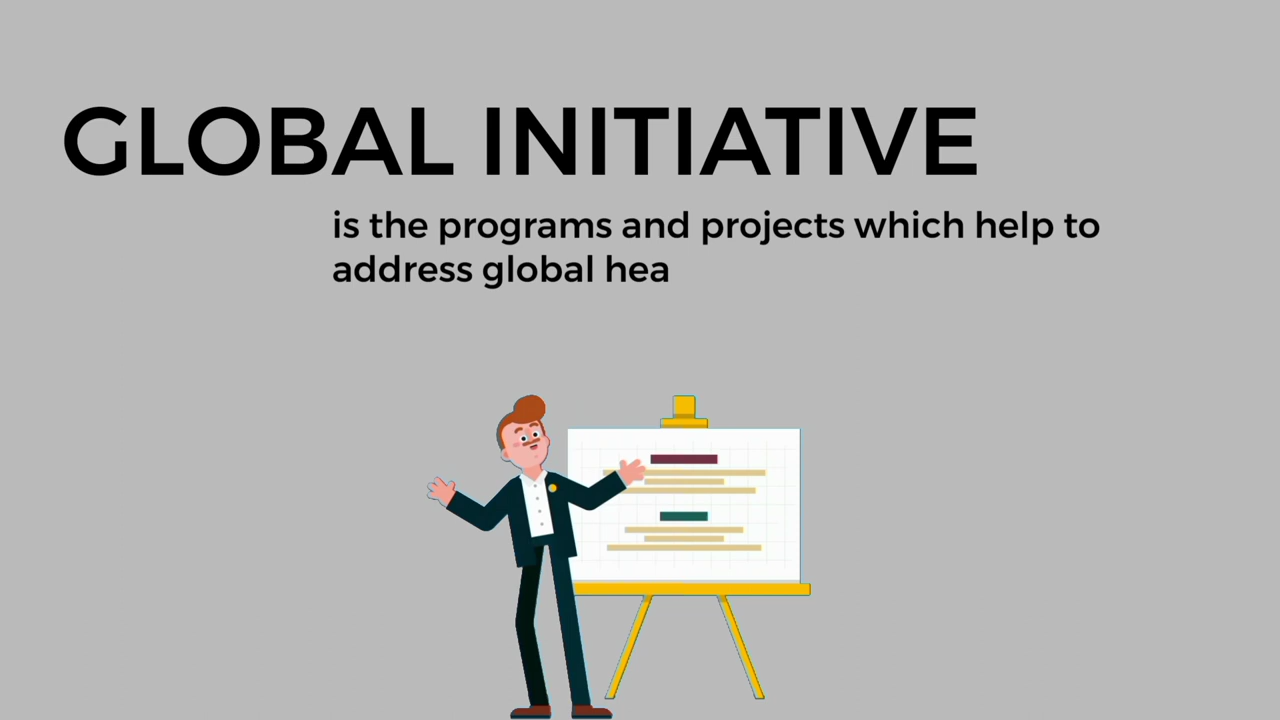 GLOBAL INITIATIVE
is the programs and projects which help to
address global hea